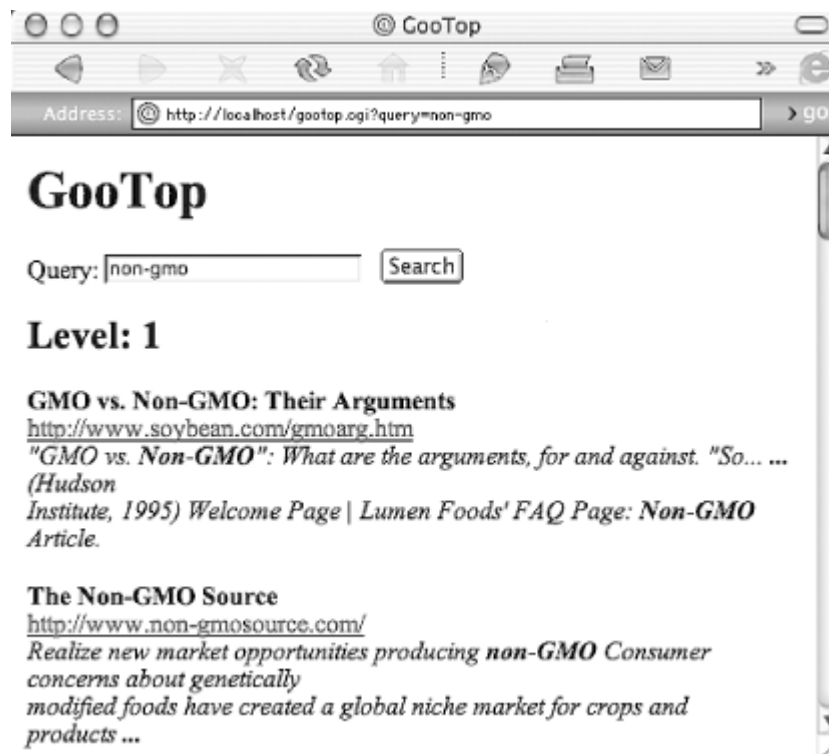 GooTop
Address: http://localhost/gootop.cgi?query=non-gmo go
GooTop
Query: non-gmo Search
Level: 1
GMO vs. Non-GMO: Their Arguments
http://www.soybean.com/gmoarg.htm
"GMO vs. Non-GMO": What are the arguments, for and against. "So... ...
(Hudson
Institute, 1995) Welcome Page | Lumen Foods' FAQ Page: Non-GMO
Article.
The Non-GMO Source
http://www.non-gmosource.com/
Realize new market opportunities producing non-GMO Consumer
concerns about genetically
modified foods have created a global niche market for crops and
products ...